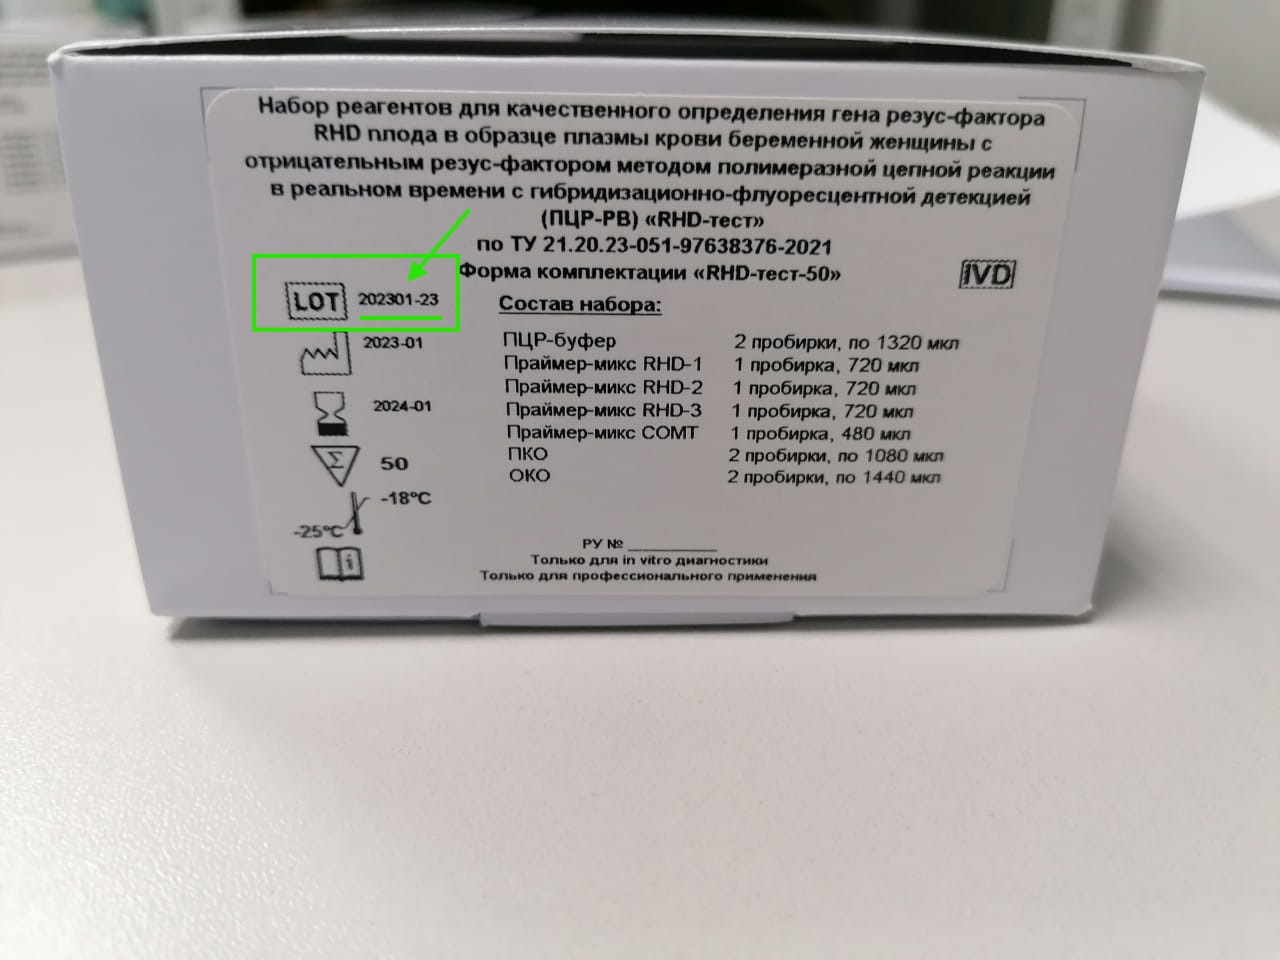 Набор реагентов для качественного определения гена резус-фактора
RHD плода в образце плазмы крови беременной женщины с
отрицательным резус-фактором методом полимеразной цепной реакции
в реальном времени с гибридизационно-флуоресцентной детекцией
(ПЦР-РВ) «RHD-тест»
по ТУ 21.20.23-051-97638376-2021
Форма комплектации «RHD-тест-50»
IVD
LOT 202301-23
Состав набора:
2023-01
ПЦР-буфер 2 пробирки, по 1320 мкл
Праймер-микс RHD-1 1 пробирка, 720 мкл
Праймер-микс RHD-2 1 пробирка, 720 мкл
2024-01
Праймер-микс RHD-3 1 пробирка, 720 мкл
Праймер-микс COMT 1 пробирка, 480 мкл
Σ 50
ПКО 2 пробирки, по 1080 мкл
ОКО 2 пробирки, по 1440 мкл
-18°C
-25°C
i
РУ № _________
Только для in vitro диагностики
Только для профессионального применения